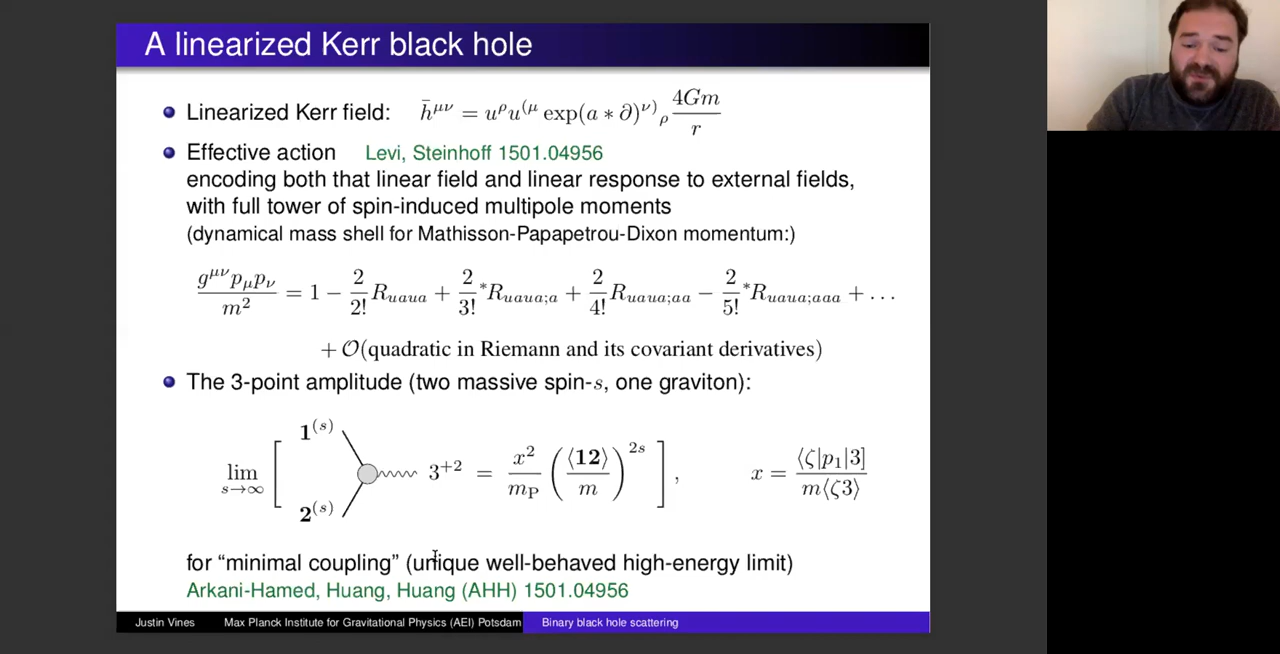 A linearized Kerr black hole
Linearized Kerr field: h̄^{μν} = u^ρ u^{(μ} exp(a ∗ ∂)^{ν)}_ρ 4Gm/r
Effective action Levi, Steinhoff 1501.04956
encoding both that linear field and linear response to external fields,
with full tower of spin-induced multipole moments
(dynamical mass shell for Mathisson-Papapetrou-Dixon momentum:)
g^{μν}p_μp_ν/m² = 1 − 2/2! R_{uaua} + 2/3! *R_{uaua;a} + 2/4! R_{uaua;aa} − 2/5! *R_{uaua;aaa} + . . .
+ O(quadratic in Riemann and its covariant derivatives)
The 3-point amplitude (two massive spin-s, one graviton):
lim_{s→∞} [ 1^{(s)} 2^{(s)} 3^{+2} = x²/m_P (⟨12⟩/m)^{2s} ] , x = ⟨ζ|p₁|3]/m⟨ζ3⟩
for “minimal coupling” (unique well-behaved high-energy limit)
Arkani-Hamed, Huang, Huang (AHH) 1501.04956
Justin Vines Max Planck Institute for Gravitational Physics (AEI) Potsdam Binary black hole scattering